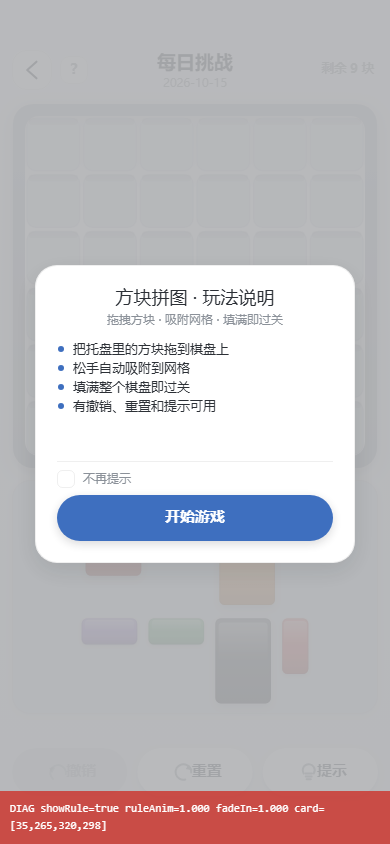 每日挑战
?
2026-10-15
剩余 9 块
方块拼图 · 玩法说明
拖拽方块 · 吸附网格 · 填满即过关
把托盘里的方块拖到棋盘上
松手自动吸附到网格
填满整个棋盘即过关
有撤销、重置和提示可用
不再提示
开始游戏
撤销
重置
提示
DIAG showRule=true ruleAnim=1.000 fadeIn=1.000 card=
[35,265,320,298]